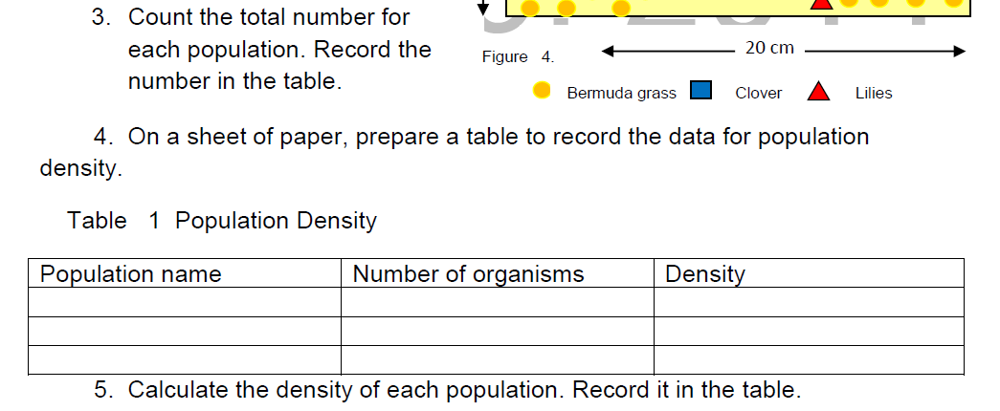 3. Count the total number for
each population. Record the
number in the table.
Figure 4.
20 cm
Bermuda grass
Clover
Lilies
4. On a sheet of paper, prepare a table to record the data for population
density.
Table 1 Population Density
Population name
Number of organisms
Density
5. Calculate the density of each population. Record it in the table.